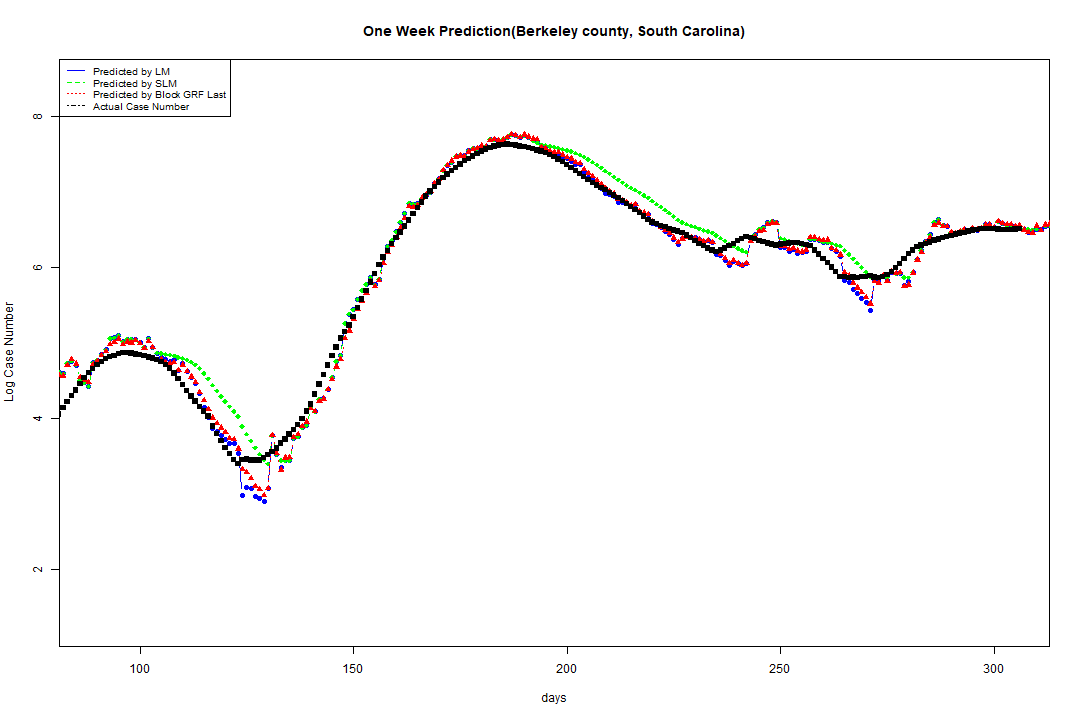 One Week Prediction(Berkeley county, South Carolina)
Predicted by LM
Predicted by SLM
Predicted by Block GRF Last
Actual Case Number
8
6
4
2
Log Case Number
100 150 200 250 300
days